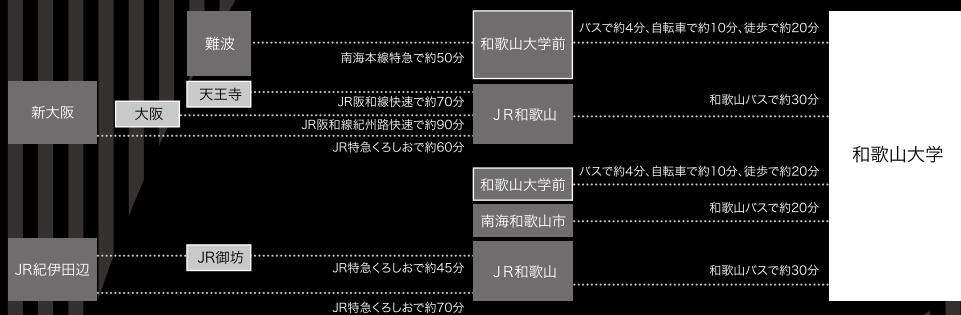 難波
和歌山大学前
バスで約4分、自転車で約10分、徒歩で約20分
南海本線特急で約50分
天王寺
JR阪和線快速で約70分
新大阪
大阪
JR和歌山
和歌山バスで約30分
JR阪和線紀州路快速で約90分
JR特急くろしおで約60分
和歌山大学
和歌山大学前
バスで約4分、自転車で約10分、徒歩で約20分
南海和歌山市
和歌山バスで約20分
JR紀伊田辺
JR御坊
JR特急くろしおで約45分
JR和歌山
和歌山バスで約30分
JR特急くろしおで約70分